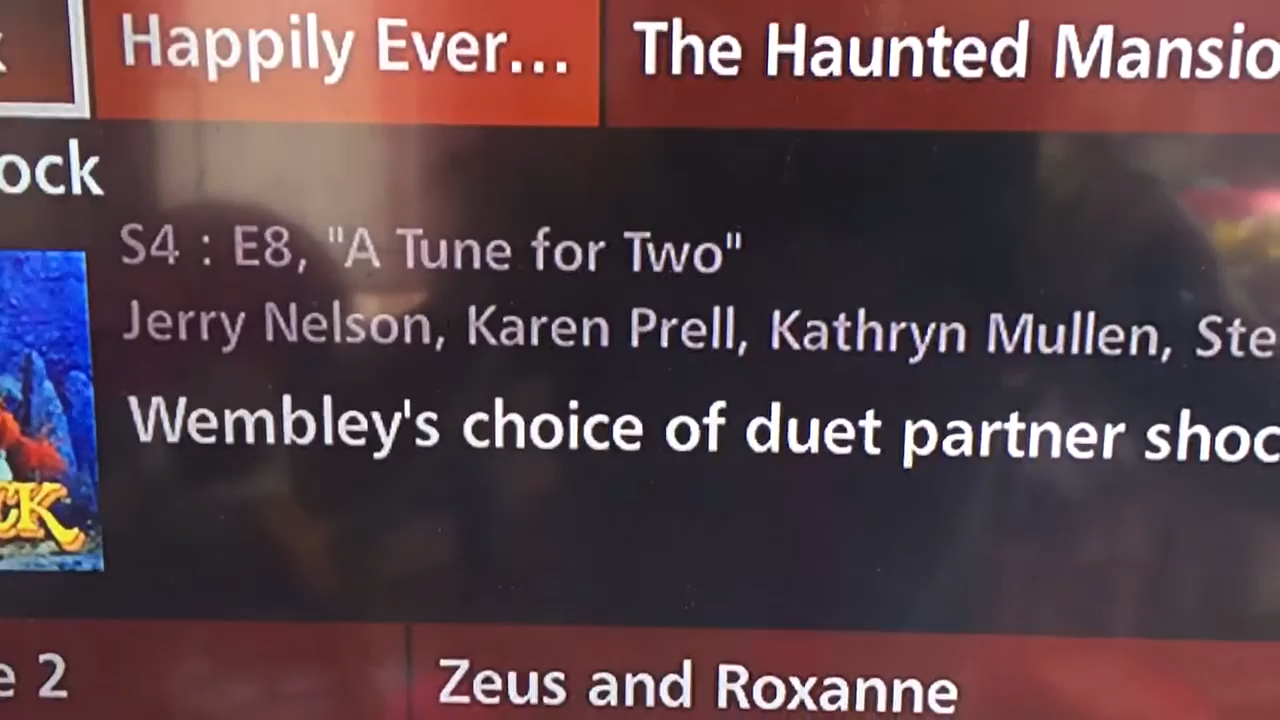 Happily Ever...
The Haunted Mansio
ock
S4 : E8, "A Tune for Two"
Jerry Nelson, Karen Prell, Kathryn Mullen, Ste
Wembley's choice of duet partner shoc
CK
e 2
Zeus and Roxanne